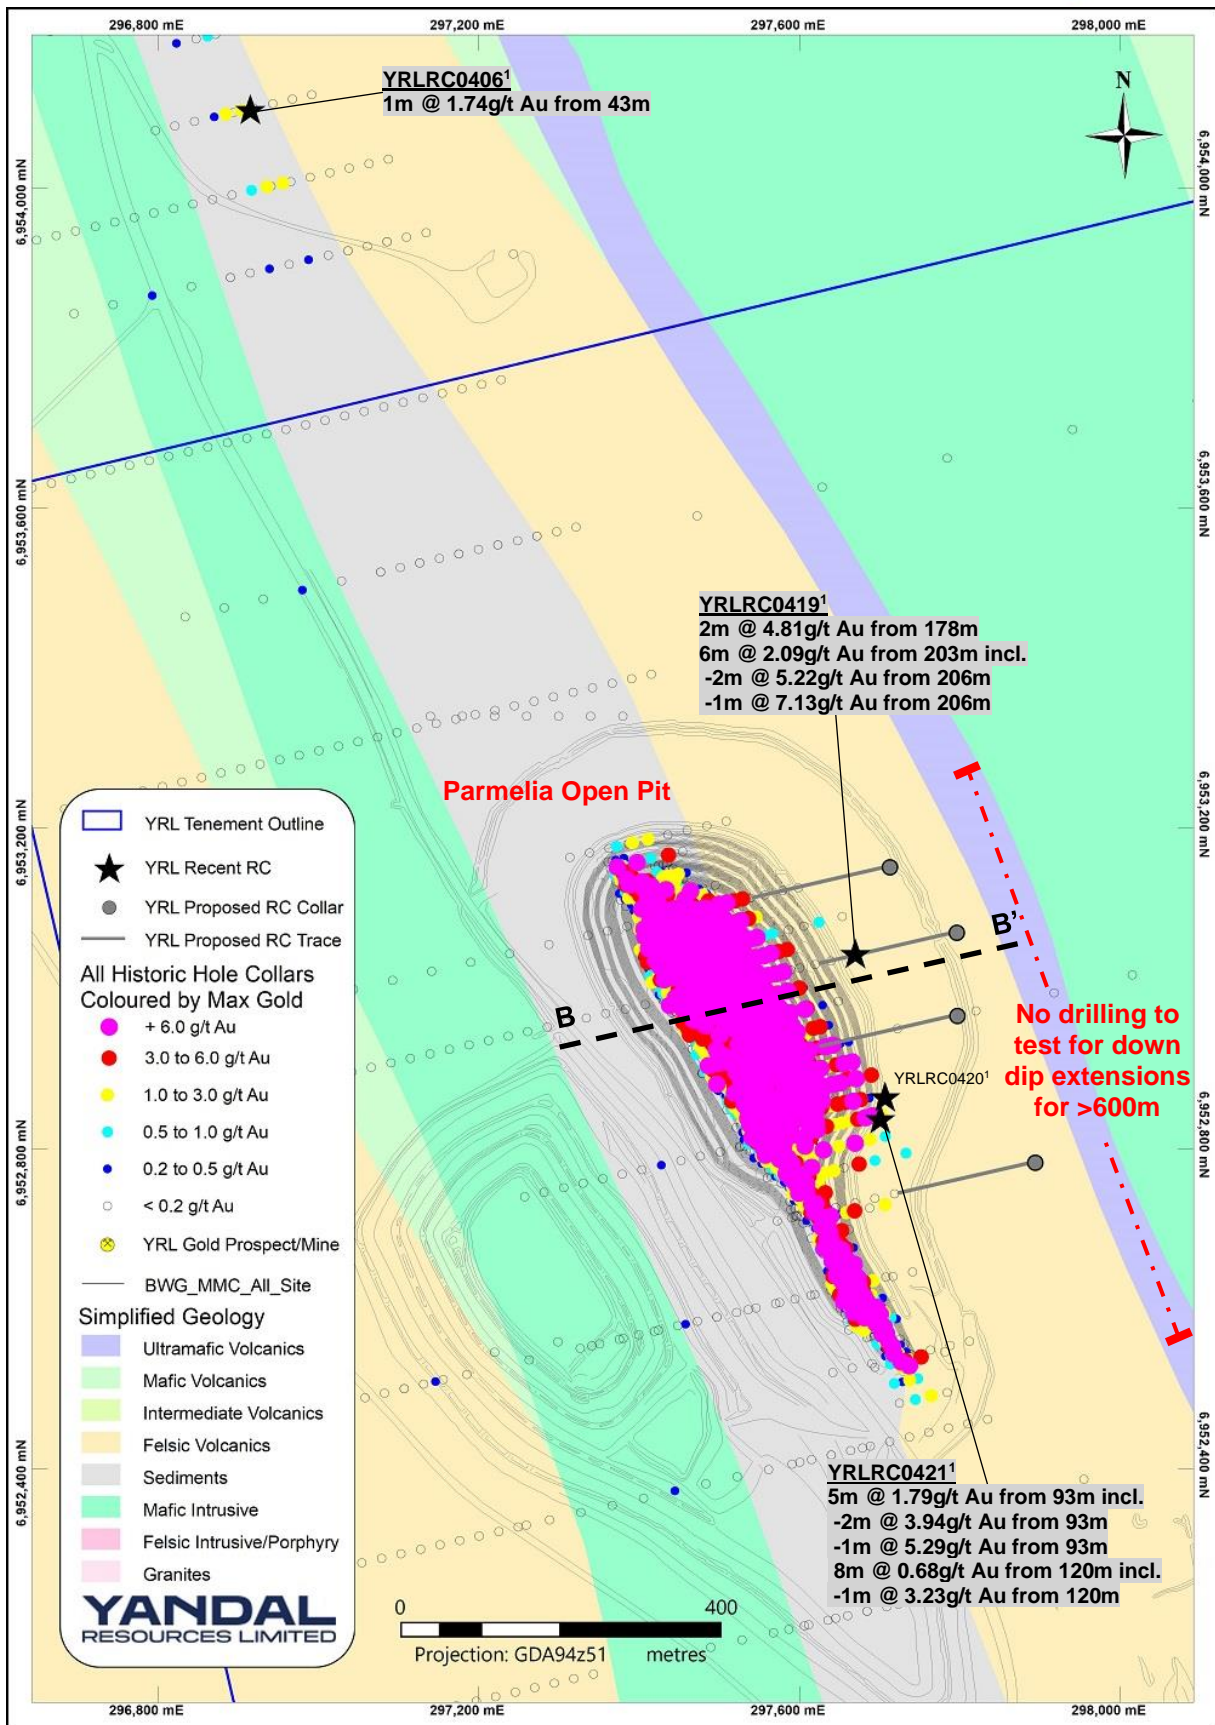 296,800 mE
297,200 mE
297,600 mE
298,000 mE
YRLRC0406¹
1m @ 1.74g/t Au from 43m
N
6,954,000 mN
6,954,000 mN
6,953,600 mN
6,953,600 mN
YRLRC0419¹
2m @ 4.81g/t Au from 178m
6m @ 2.09g/t Au from 203m incl.
-2m @ 5.22g/t Au from 206m
-1m @ 7.13g/t Au from 206m
Parmelia Open Pit
6,953,200 mN
6,953,200 mN
B
B’
No drilling to
test for down
dip extensions
for >600m
YRLRC0420¹
6,952,800 mN
6,952,800 mN
YRL Tenement Outline
YRL Recent RC
YRL Proposed RC Collar
YRL Proposed RC Trace
All Historic Hole Collars
Coloured by Max Gold
+ 6.0 g/t Au
3.0 to 6.0 g/t Au
1.0 to 3.0 g/t Au
0.5 to 1.0 g/t Au
0.2 to 0.5 g/t Au
< 0.2 g/t Au
YRL Gold Prospect/Mine
BWG_MMC_All_Site
Simplified Geology
Ultramafic Volcanics
Mafic Volcanics
Intermediate Volcanics
Felsic Volcanics
Sediments
Mafic Intrusive
Felsic Intrusive/Porphyry
Granites
YANDAL
RESOURCES LIMITED
6,952,400 mN
6,952,400 mN
YRLRC0421¹
5m @ 1.79g/t Au from 93m incl.
-2m @ 3.94g/t Au from 93m
-1m @ 5.29g/t Au from 93m
8m @ 0.68g/t Au from 120m incl.
-1m @ 3.23g/t Au from 120m
0
400
Projection: GDA94z51
metres
296,800 mE
297,200 mE
297,600 mE
298,000 mE